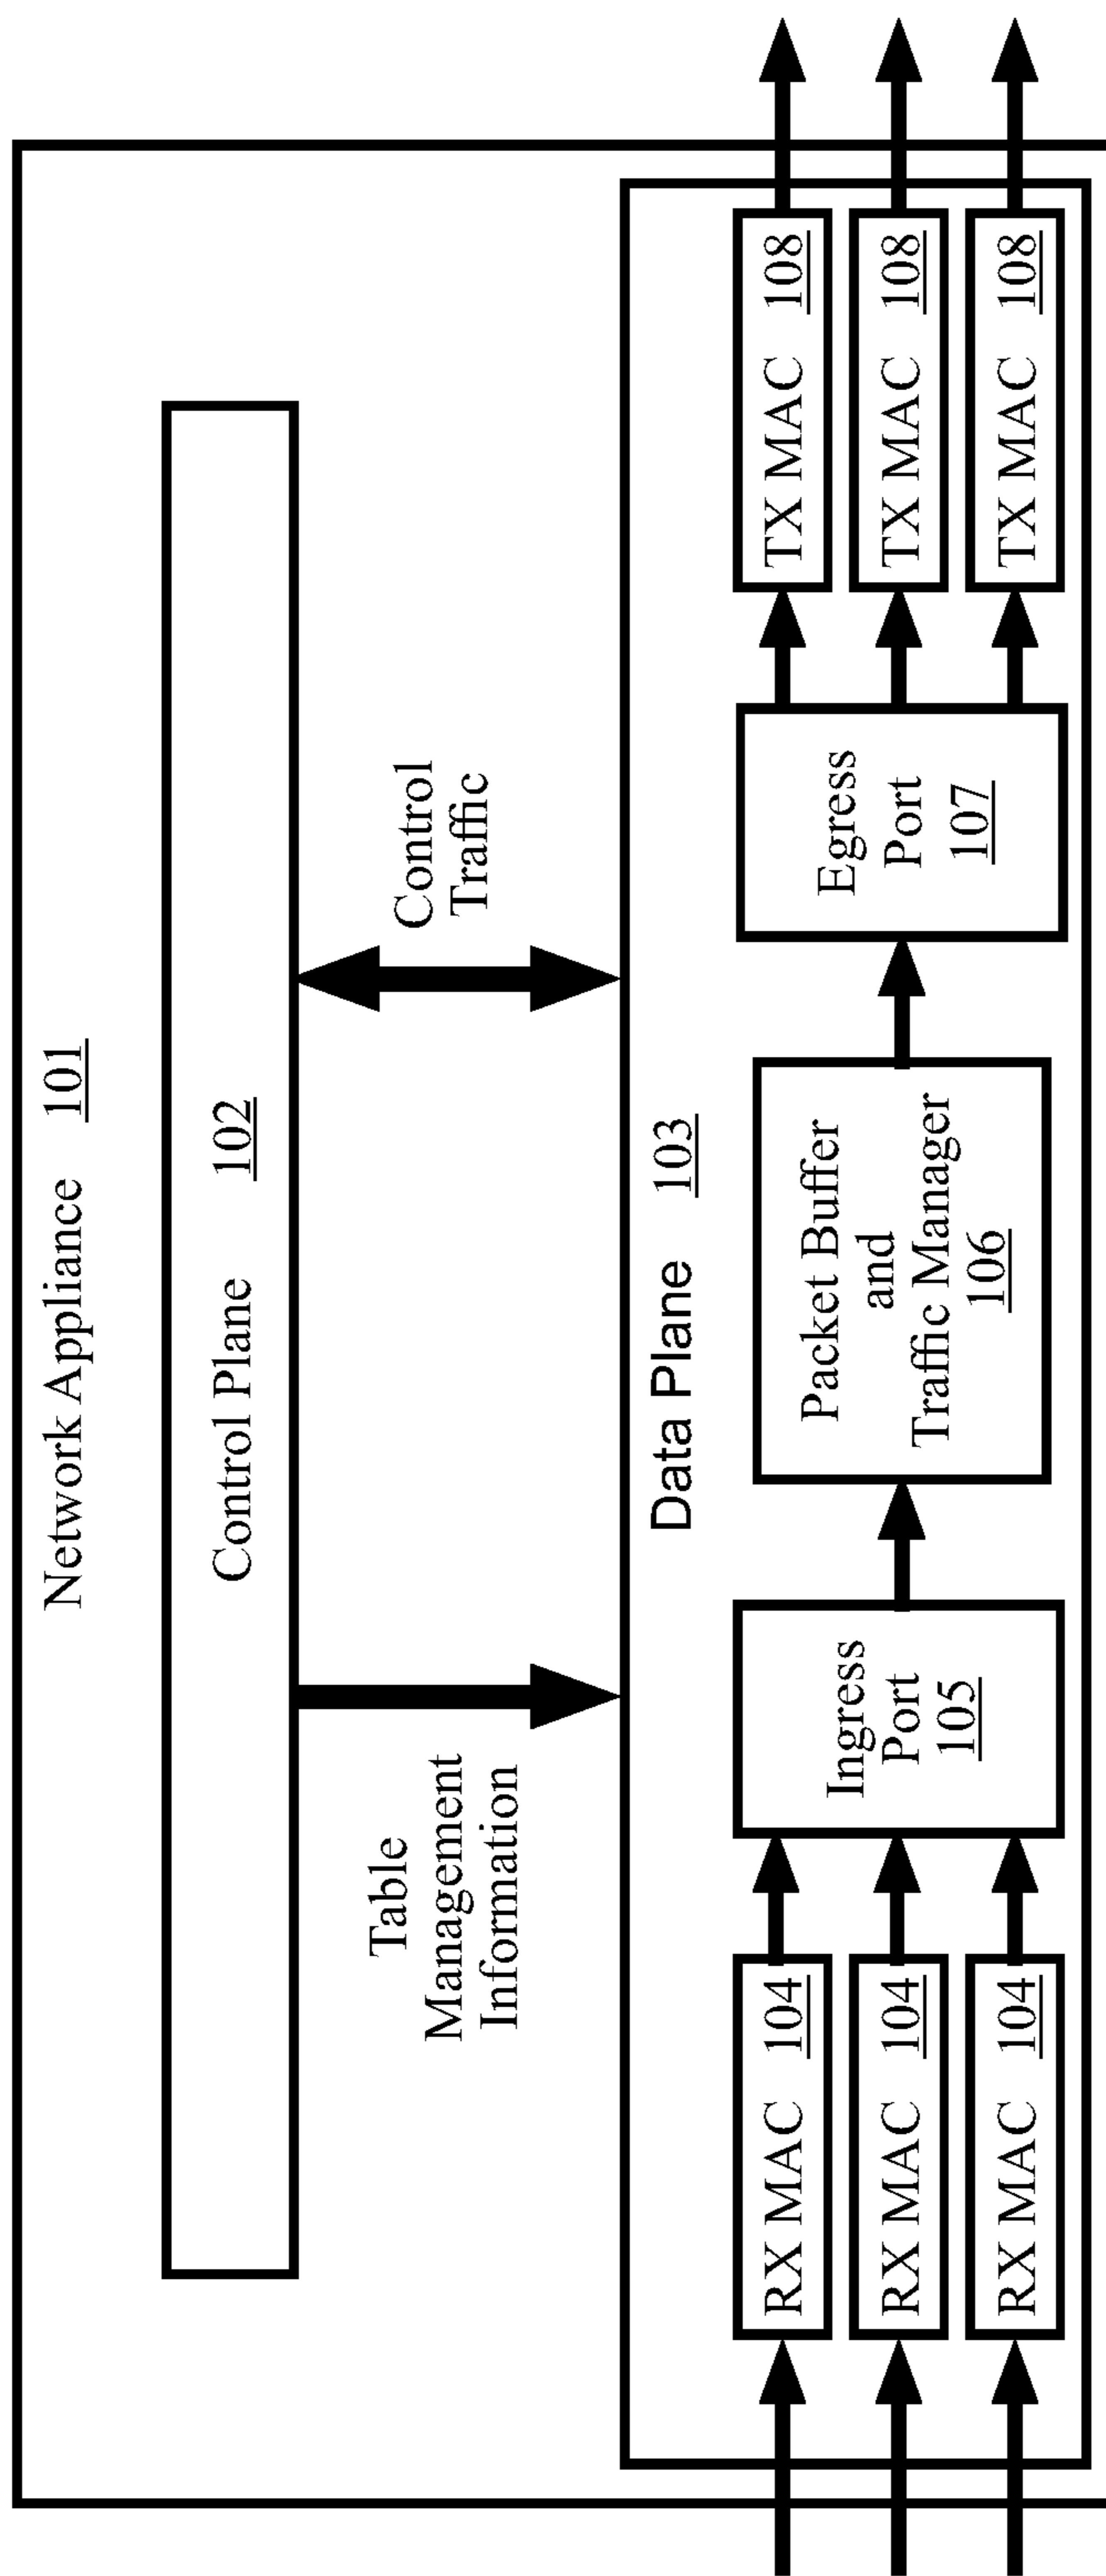 Network Appliance 101
Control Plane 102
Table
Management
Information
Control
Traffic
Data Plane 103
RX MAC 104
RX MAC 104
RX MAC 104
Ingress
Port
105
Packet Buffer
and
Traffic Manager
106
Egress
Port
107
TX MAC 108
TX MAC 108
TX MAC 108